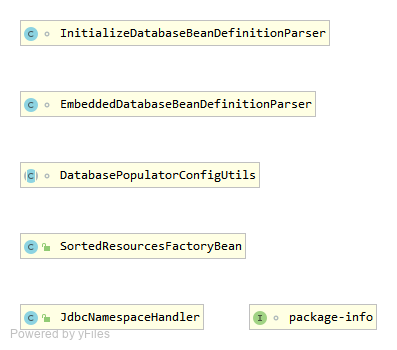 C InitializeDatabaseBeanDefinitionParser
C EmbeddedDatabaseBeanDefinitionParser
C DatabasePopulatorConfigUtils
C SortedResourcesFactoryBean
C JdbcNamespaceHandler
I package-info
Powered by yFiles